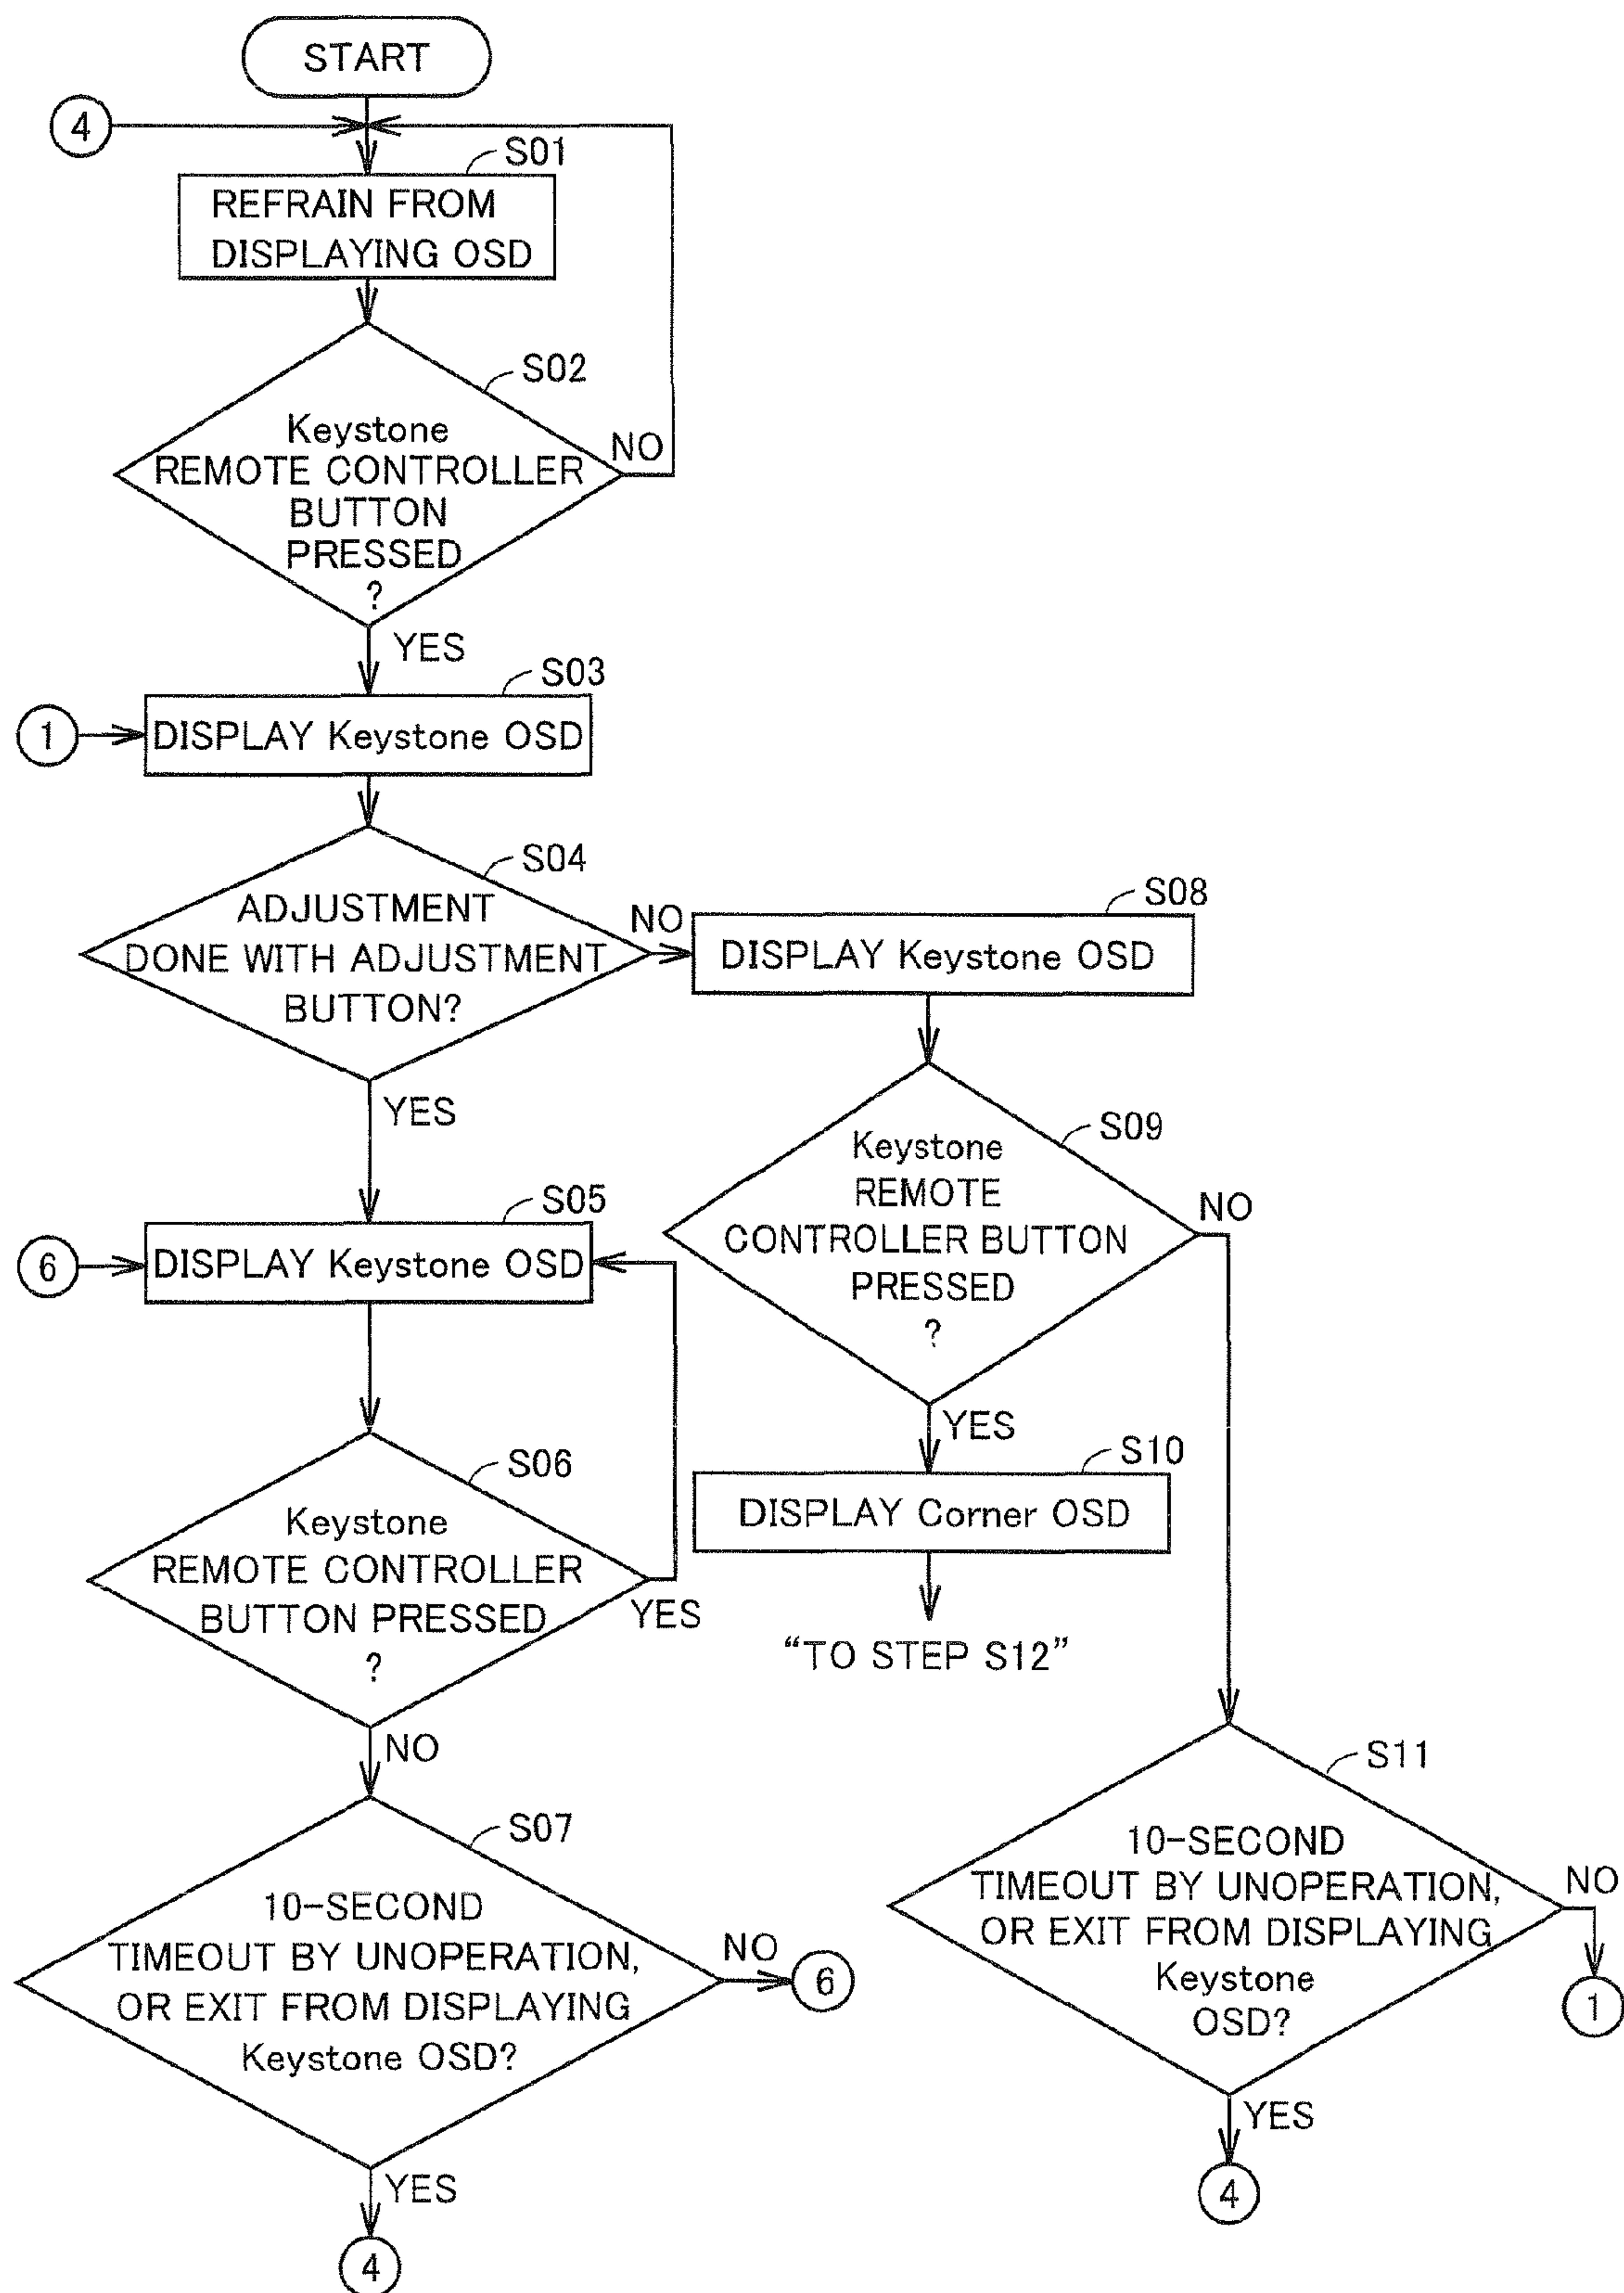 START
4
S01
REFRAIN FROM
DISPLAYING OSD
S02
Keystone
REMOTE CONTROLLER
BUTTON
PRESSED
?
NO
YES
S03
1
DISPLAY Keystone OSD
S04
ADJUSTMENT
DONE WITH ADJUSTMENT
BUTTON?
NO
YES
S08
DISPLAY Keystone OSD
S09
Keystone
REMOTE
CONTROLLER BUTTON
PRESSED
?
NO
YES
S05
6
DISPLAY Keystone OSD
S10
DISPLAY Corner OSD
“TO STEP S12”
S06
Keystone
REMOTE CONTROLLER
BUTTON PRESSED
?
YES
NO
S07
10-SECOND
TIMEOUT BY UNOPERATION,
OR EXIT FROM DISPLAYING
Keystone OSD?
NO
6
YES
4
S11
10-SECOND
TIMEOUT BY UNOPERATION,
OR EXIT FROM DISPLAYING
Keystone
OSD?
NO
1
YES
4